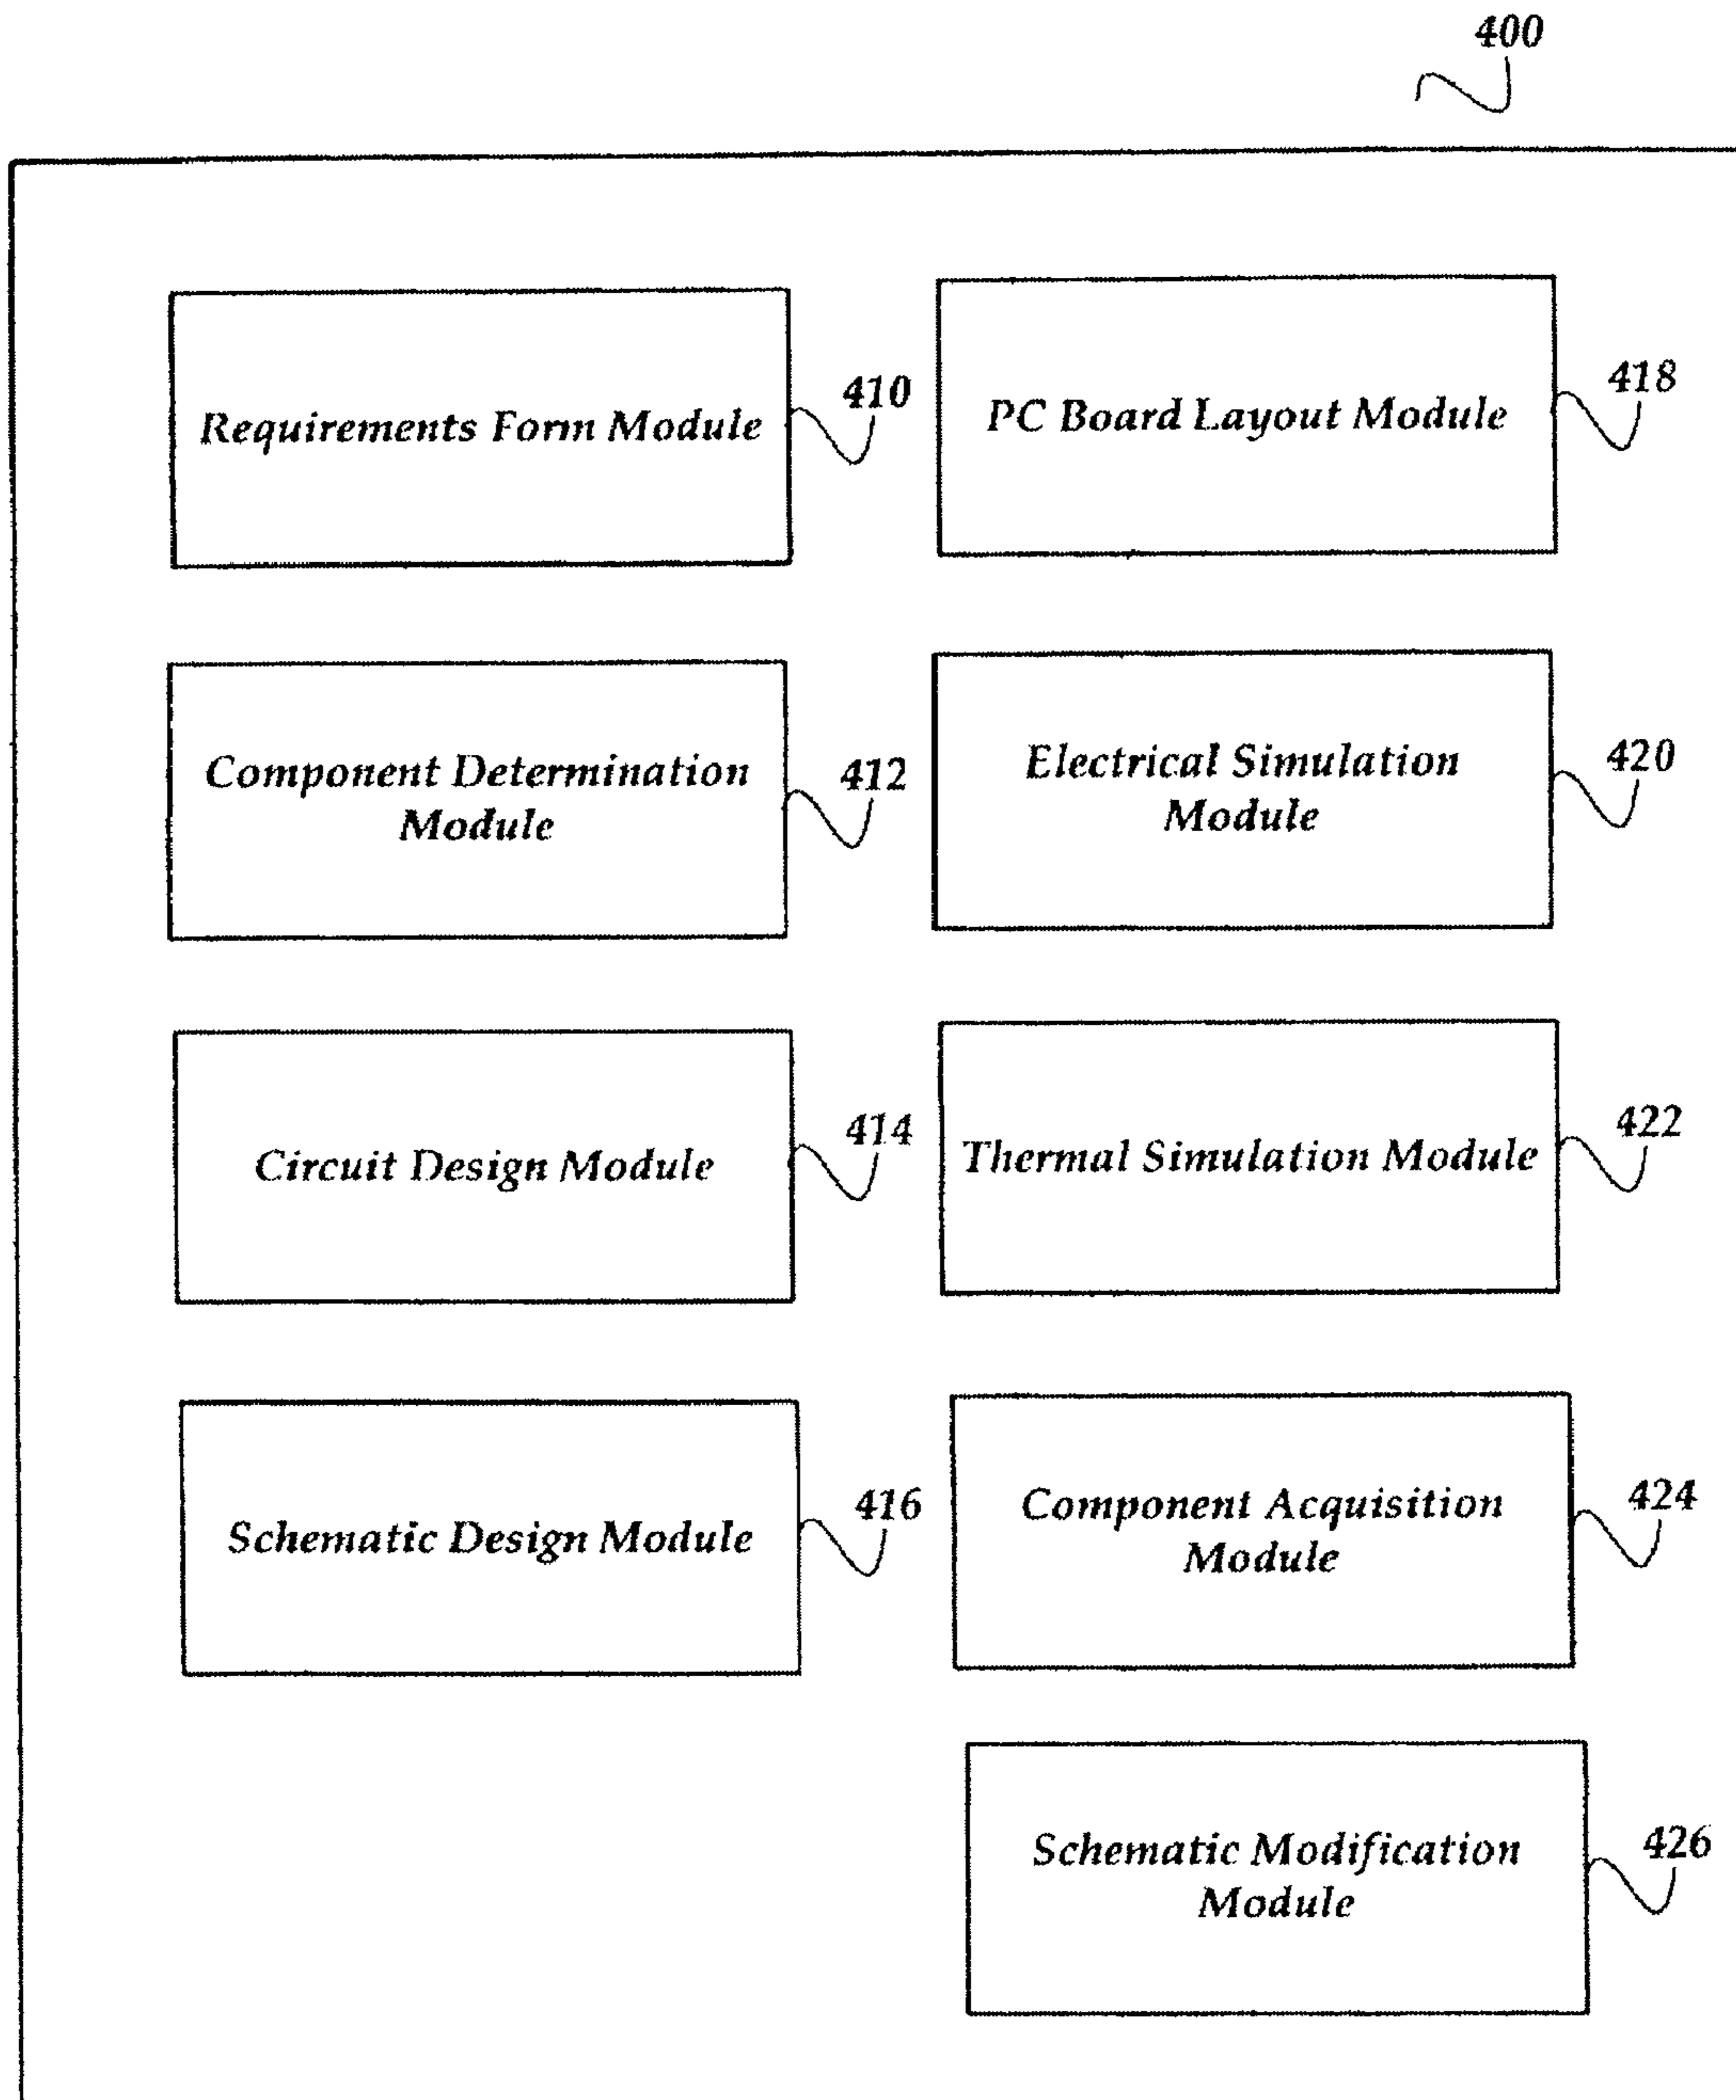 400
Requirements Form Module
410
PC Board Layout Module
418
Component Determination
Module
412
Electrical Simulation
Module
420
Circuit Design Module
414
Thermal Simulation Module
422
Schematic Design Module
416
Component Acquisition
Module
424
Schematic Modification
Module
426